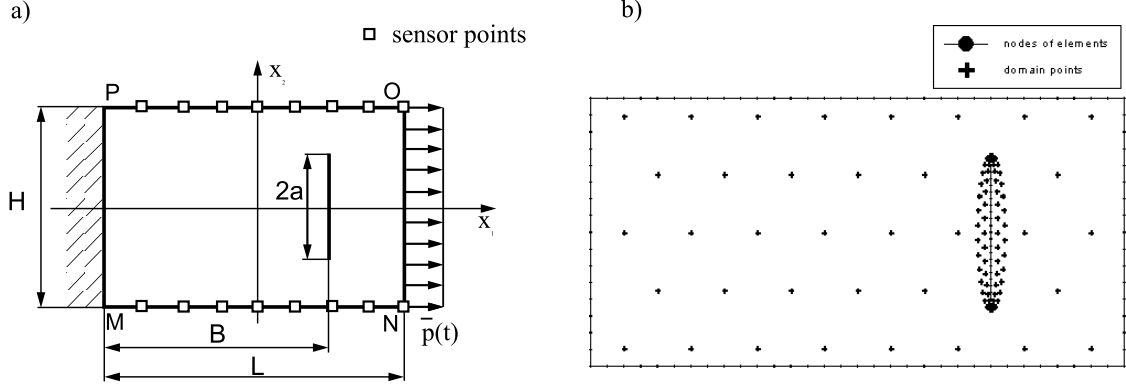 a)
sensor points
x₂
P
O
H
2a
x₁
M
N
B
p̅(t)
L
b)
nodes of elements
domain points